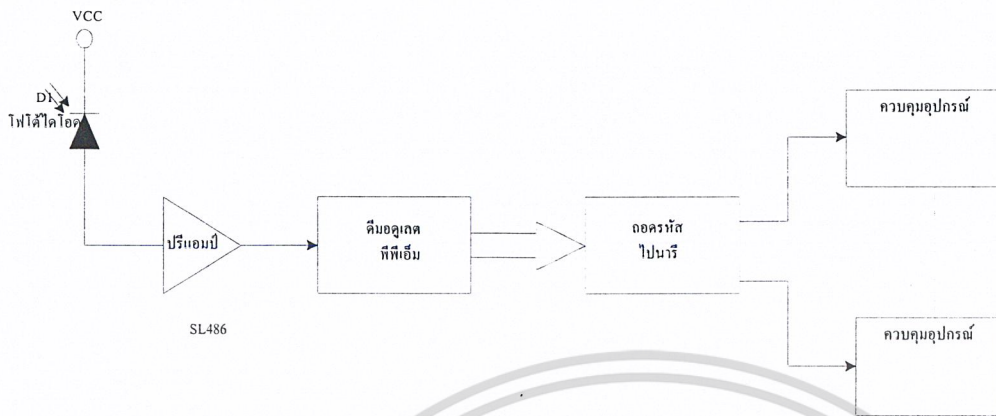 VCC
D1
โฟโต้ไดโอด
ปรีแอมป์
SL486
ดีมอดูเลต
พีพีเอ็ม
ถอดรหัส
ไบนารี
ควบคุมอุปกรณ์
ควบคุมอุปกรณ์